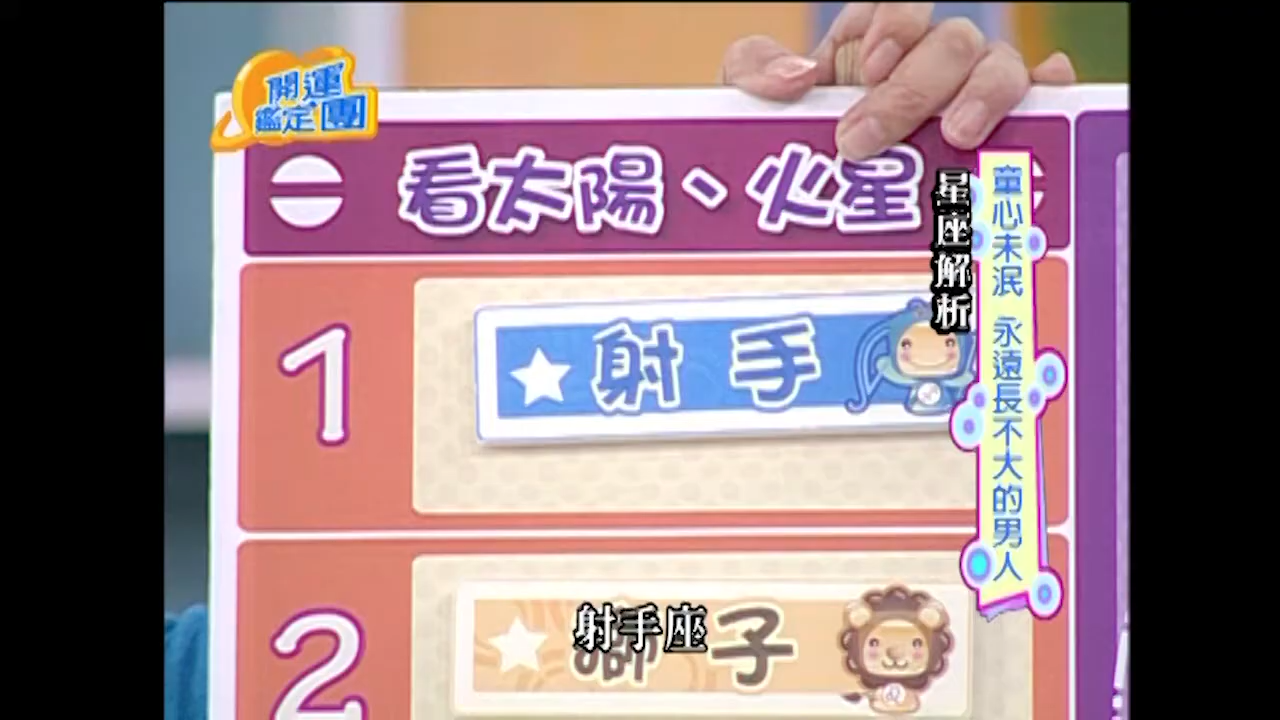 開運
鑑定團
看太陽、火星
星座解析
童心未泯 永遠長不大的男人
1
射手
2
獅子
射手座